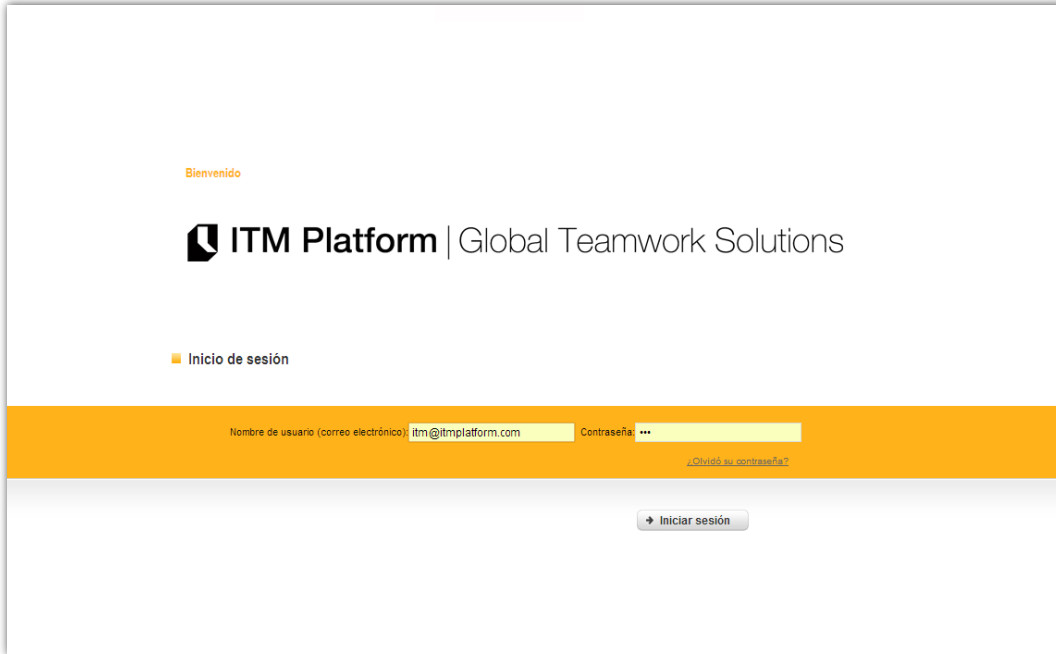 Bienvenido
ITM Platform | Global Teamwork Solutions
Inicio de sesión
Nombre de usuario (correo electrónico): itm@itmplatform.com Contraseña: •••
¿Olvidó su contraseña?
Iniciar sesión